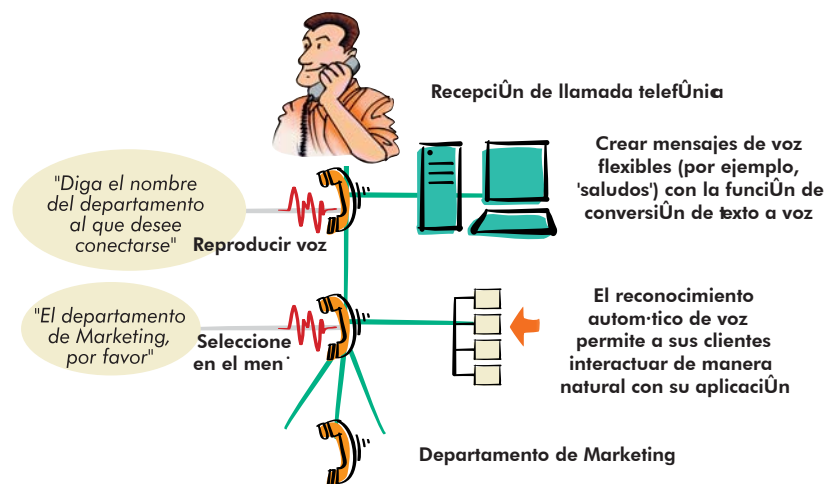 RecepciÛn de llamada telefÛnica
Crear mensajes de voz
flexibles (por ejemplo,
'saludos') con la funciÛn de
conversiÛn de texto a voz
"Diga el nombre
del departamento
al que desee
conectarse"
Reproducir voz
"El departamento
de Marketing,
por favor"
Seleccione
en el men˙
El reconocimiento
autom·tico de voz
permite a sus clientes
interactuar de manera
natural con su aplicaciÛn
Departamento de Marketing